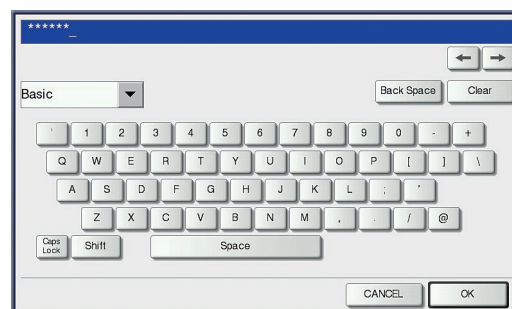 ******_
← →
Basic Back Space Clear
` 1 2 3 4 5 6 7 8 9 0 - +
Q W E R T Y U I O P [ ] \
A S D F G H J K L ; '
Z X C V B N M , . / @
Caps Lock Shift Space
CANCEL OK